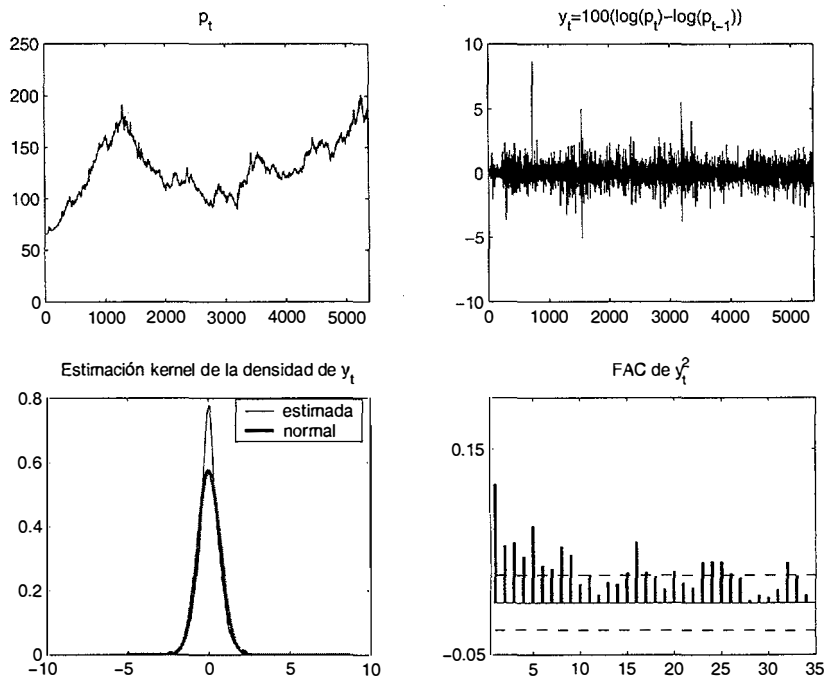 p_t
250
200
150
100
50
0
0 1000 2000 3000 4000 5000
y_t=100(log(p_t)−log(p_{t−1}))
10
5
0
−5
−10
0 1000 2000 3000 4000 5000
Estimación kernel de la densidad de y_t
0.8
0.6
0.4
0.2
0
−10 −5 0 5 10
estimada
normal
FAC de y_t^2
0.15
−0.05
5 10 15 20 25 30 35